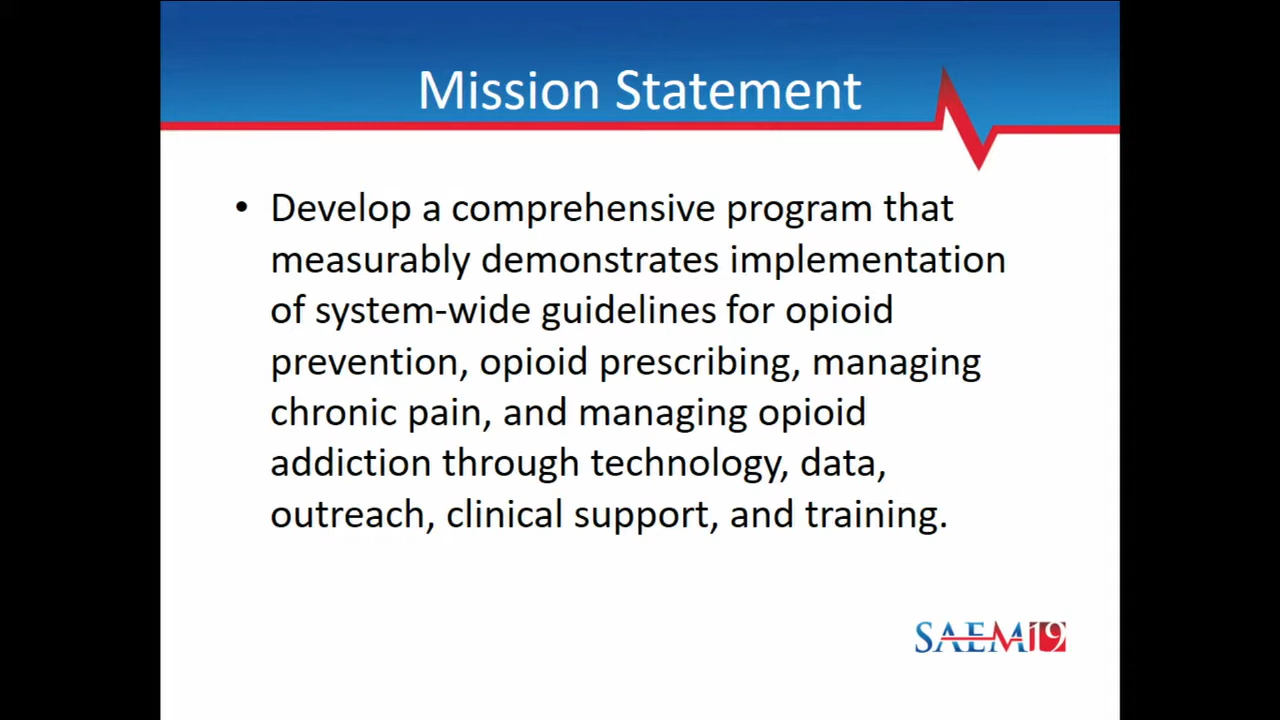 Mission Statement
• Develop a comprehensive program that
measurably demonstrates implementation
of system-wide guidelines for opioid
prevention, opioid prescribing, managing
chronic pain, and managing opioid
addiction through technology, data,
outreach, clinical support, and training.
SAEM19